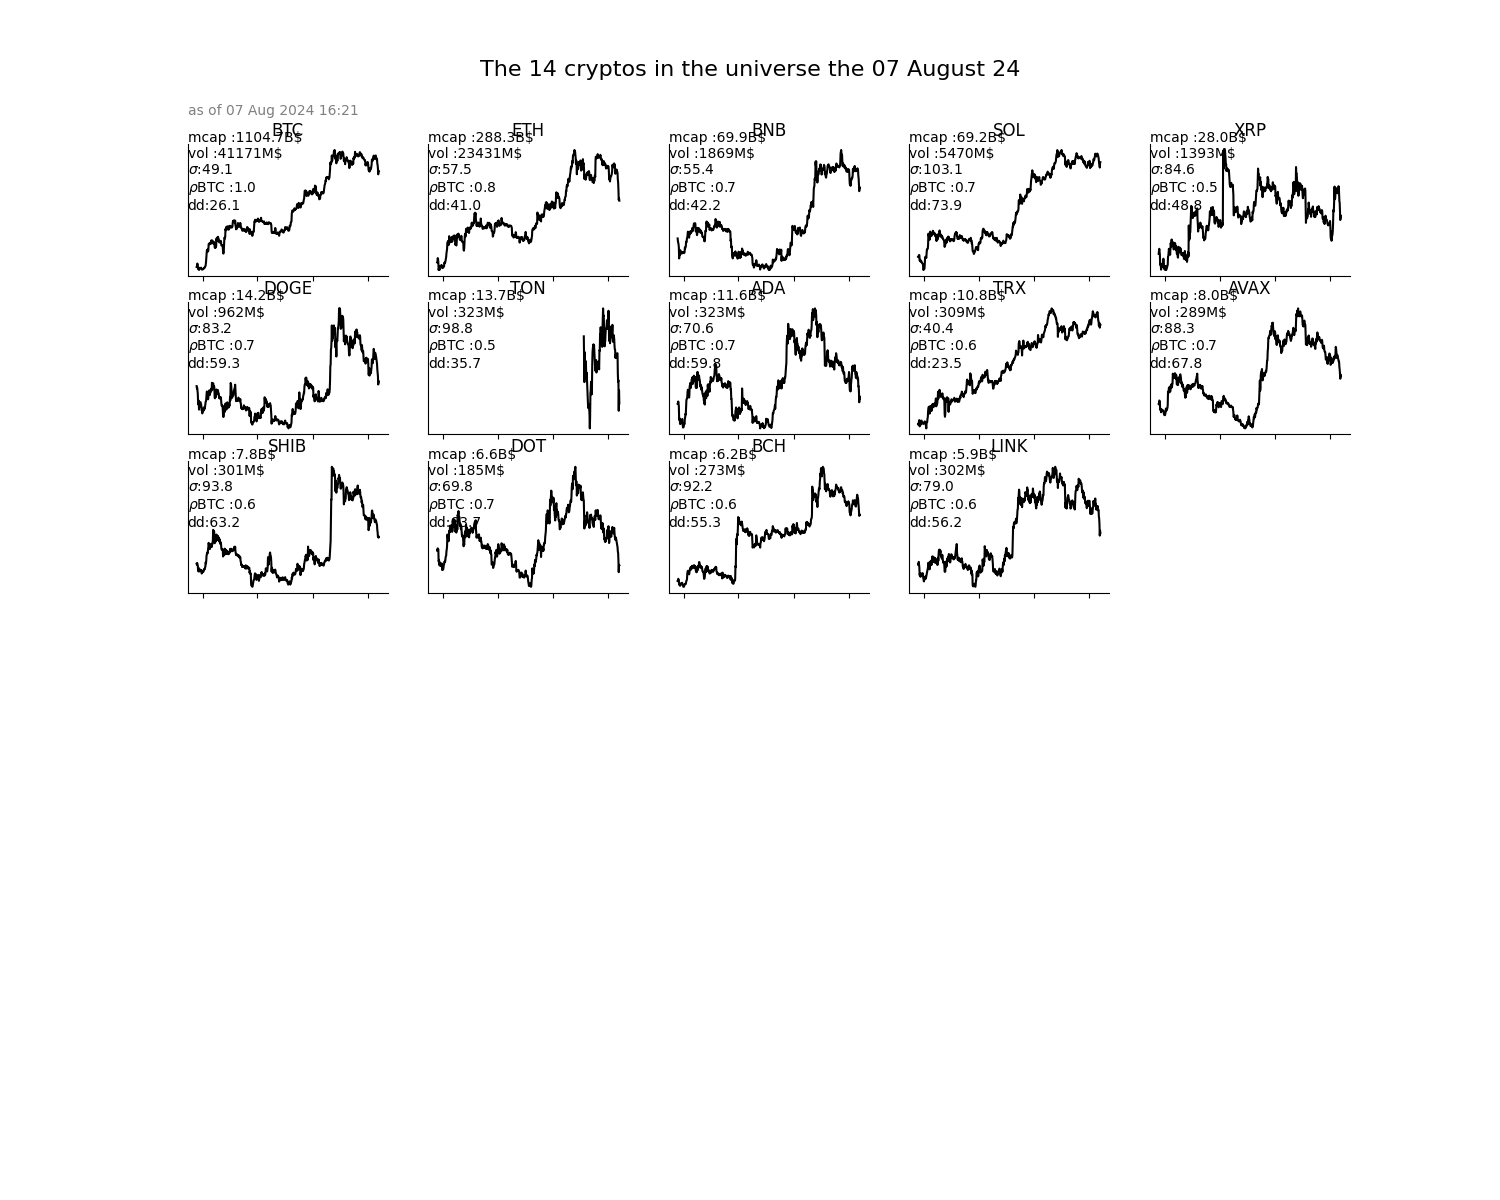 The 14 cryptos in the universe the 07 August 24
as of 07 Aug 2024 16:21
BTC
mcap :1104.7B$
vol :41171M$
σ:49.1
ρBTC :1.0
dd:26.1
ETH
mcap :288.3B$
vol :23431M$
σ:57.5
ρBTC :0.8
dd:41.0
BNB
mcap :69.9B$
vol :1869M$
σ:55.4
ρBTC :0.7
dd:42.2
SOL
mcap :69.2B$
vol :5470M$
σ:103.1
ρBTC :0.7
dd:73.9
XRP
mcap :28.0B$
vol :1393M$
σ:84.6
ρBTC :0.5
dd:48.8
DOGE
mcap :14.2B$
vol :962M$
σ:83.2
ρBTC :0.7
dd:59.3
TON
mcap :13.7B$
vol :323M$
σ:98.8
ρBTC :0.5
dd:35.7
ADA
mcap :11.6B$
vol :323M$
σ:70.6
ρBTC :0.7
dd:59.8
TRX
mcap :10.8B$
vol :309M$
σ:40.4
ρBTC :0.6
dd:23.5
AVAX
mcap :8.0B$
vol :289M$
σ:88.3
ρBTC :0.7
dd:67.8
SHIB
mcap :7.8B$
vol :301M$
σ:93.8
ρBTC :0.6
dd:63.2
DOT
mcap :6.6B$
vol :185M$
σ:69.8
ρBTC :0.7
dd:63.7
BCH
mcap :6.2B$
vol :273M$
σ:92.2
ρBTC :0.6
dd:55.3
LINK
mcap :5.9B$
vol :302M$
σ:79.0
ρBTC :0.6
dd:56.2